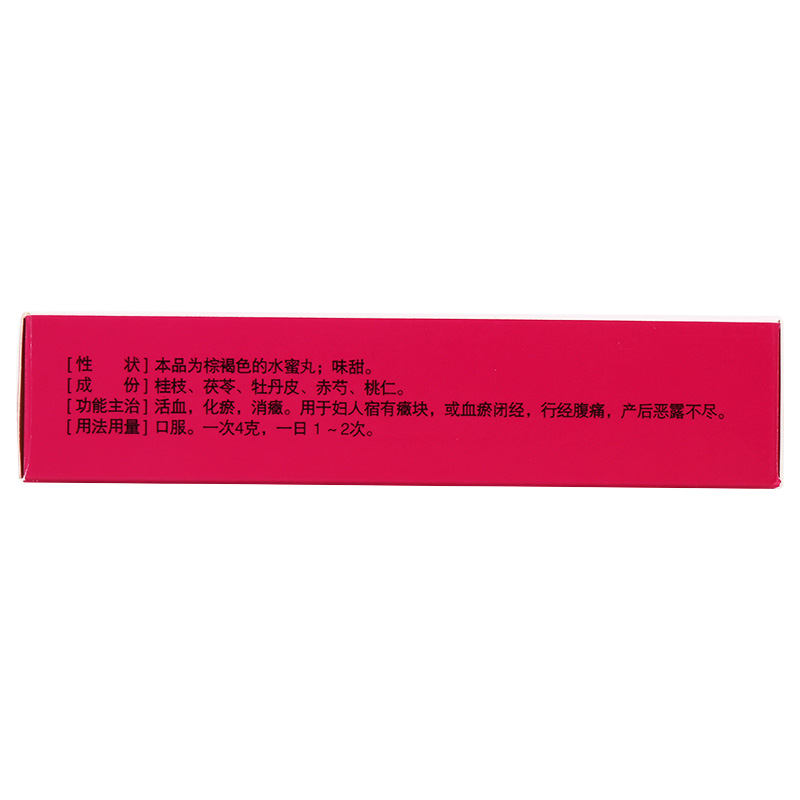 [性 状]本品为棕褐色的水蜜丸；味甜。
[成 份]桂枝、茯苓、牡丹皮、赤芍、桃仁。
[功能主治]活血，化瘀，消癥。用于妇人宿有癥块，或血瘀闭经，行经腹痛，产后恶露不尽。
[用法用量]口服。一次4克，一日1～2次。